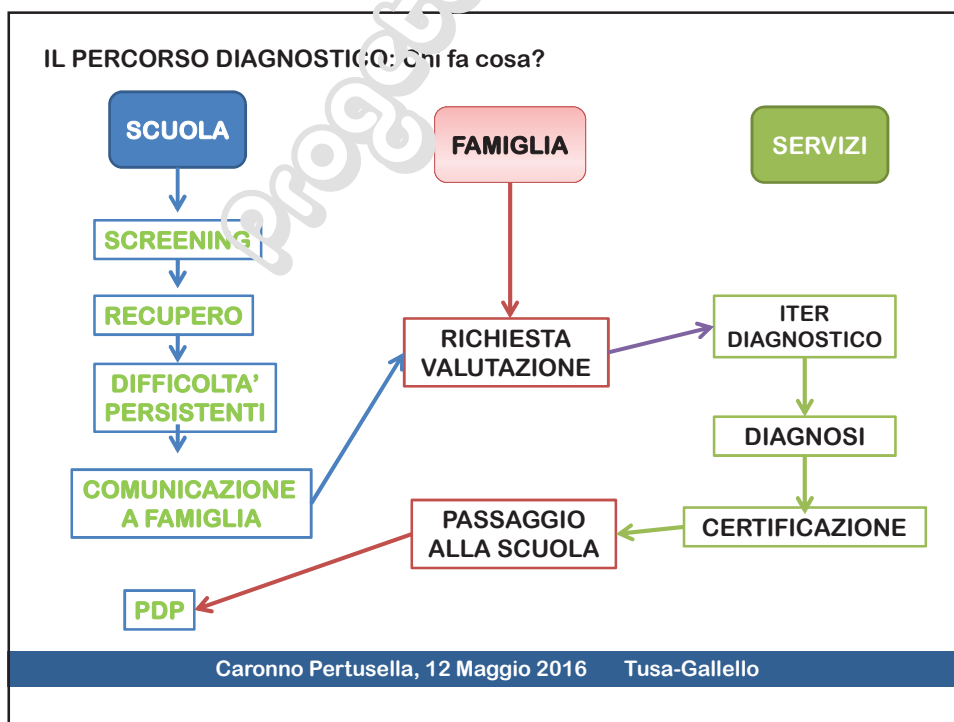 IL PERCORSO DIAGNOSTICO: Chi fa cosa?
SCUOLA
FAMIGLIA
SERVIZI
SCREENING
RECUPERO
DIFFICOLTA'
PERSISTENTI
COMUNICAZIONE
A FAMIGLIA
RICHIESTA
VALUTAZIONE
ITER
DIAGNOSTICO
DIAGNOSI
CERTIFICAZIONE
PASSAGGIO
ALLA SCUOLA
PDP
Caronno Pertusella, 12 Maggio 2016 Tusa-Gallello